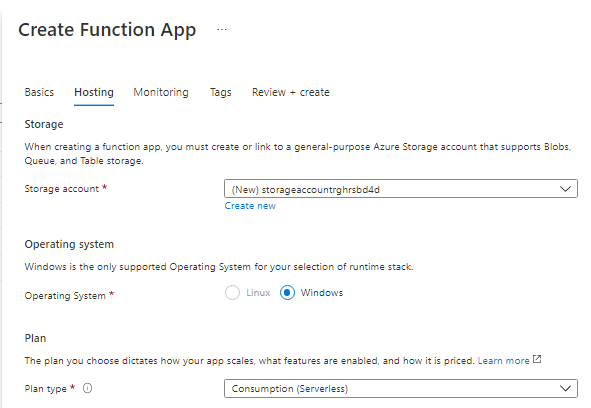 Create Function App ...
Basics Hosting Monitoring Tags Review + create
Storage
When creating a function app, you must create or link to a general-purpose Azure Storage account that supports Blobs,
Queue, and Table storage.
Storage account * (New) storageaccountrghrsbd4d
Create new
Operating system
Windows is the only supported Operating System for your selection of runtime stack.
Operating System * Linux Windows
Plan
The plan you choose dictates how your app scales, what features are enabled, and how it is priced. Learn more
Plan type * Consumption (Serverless)